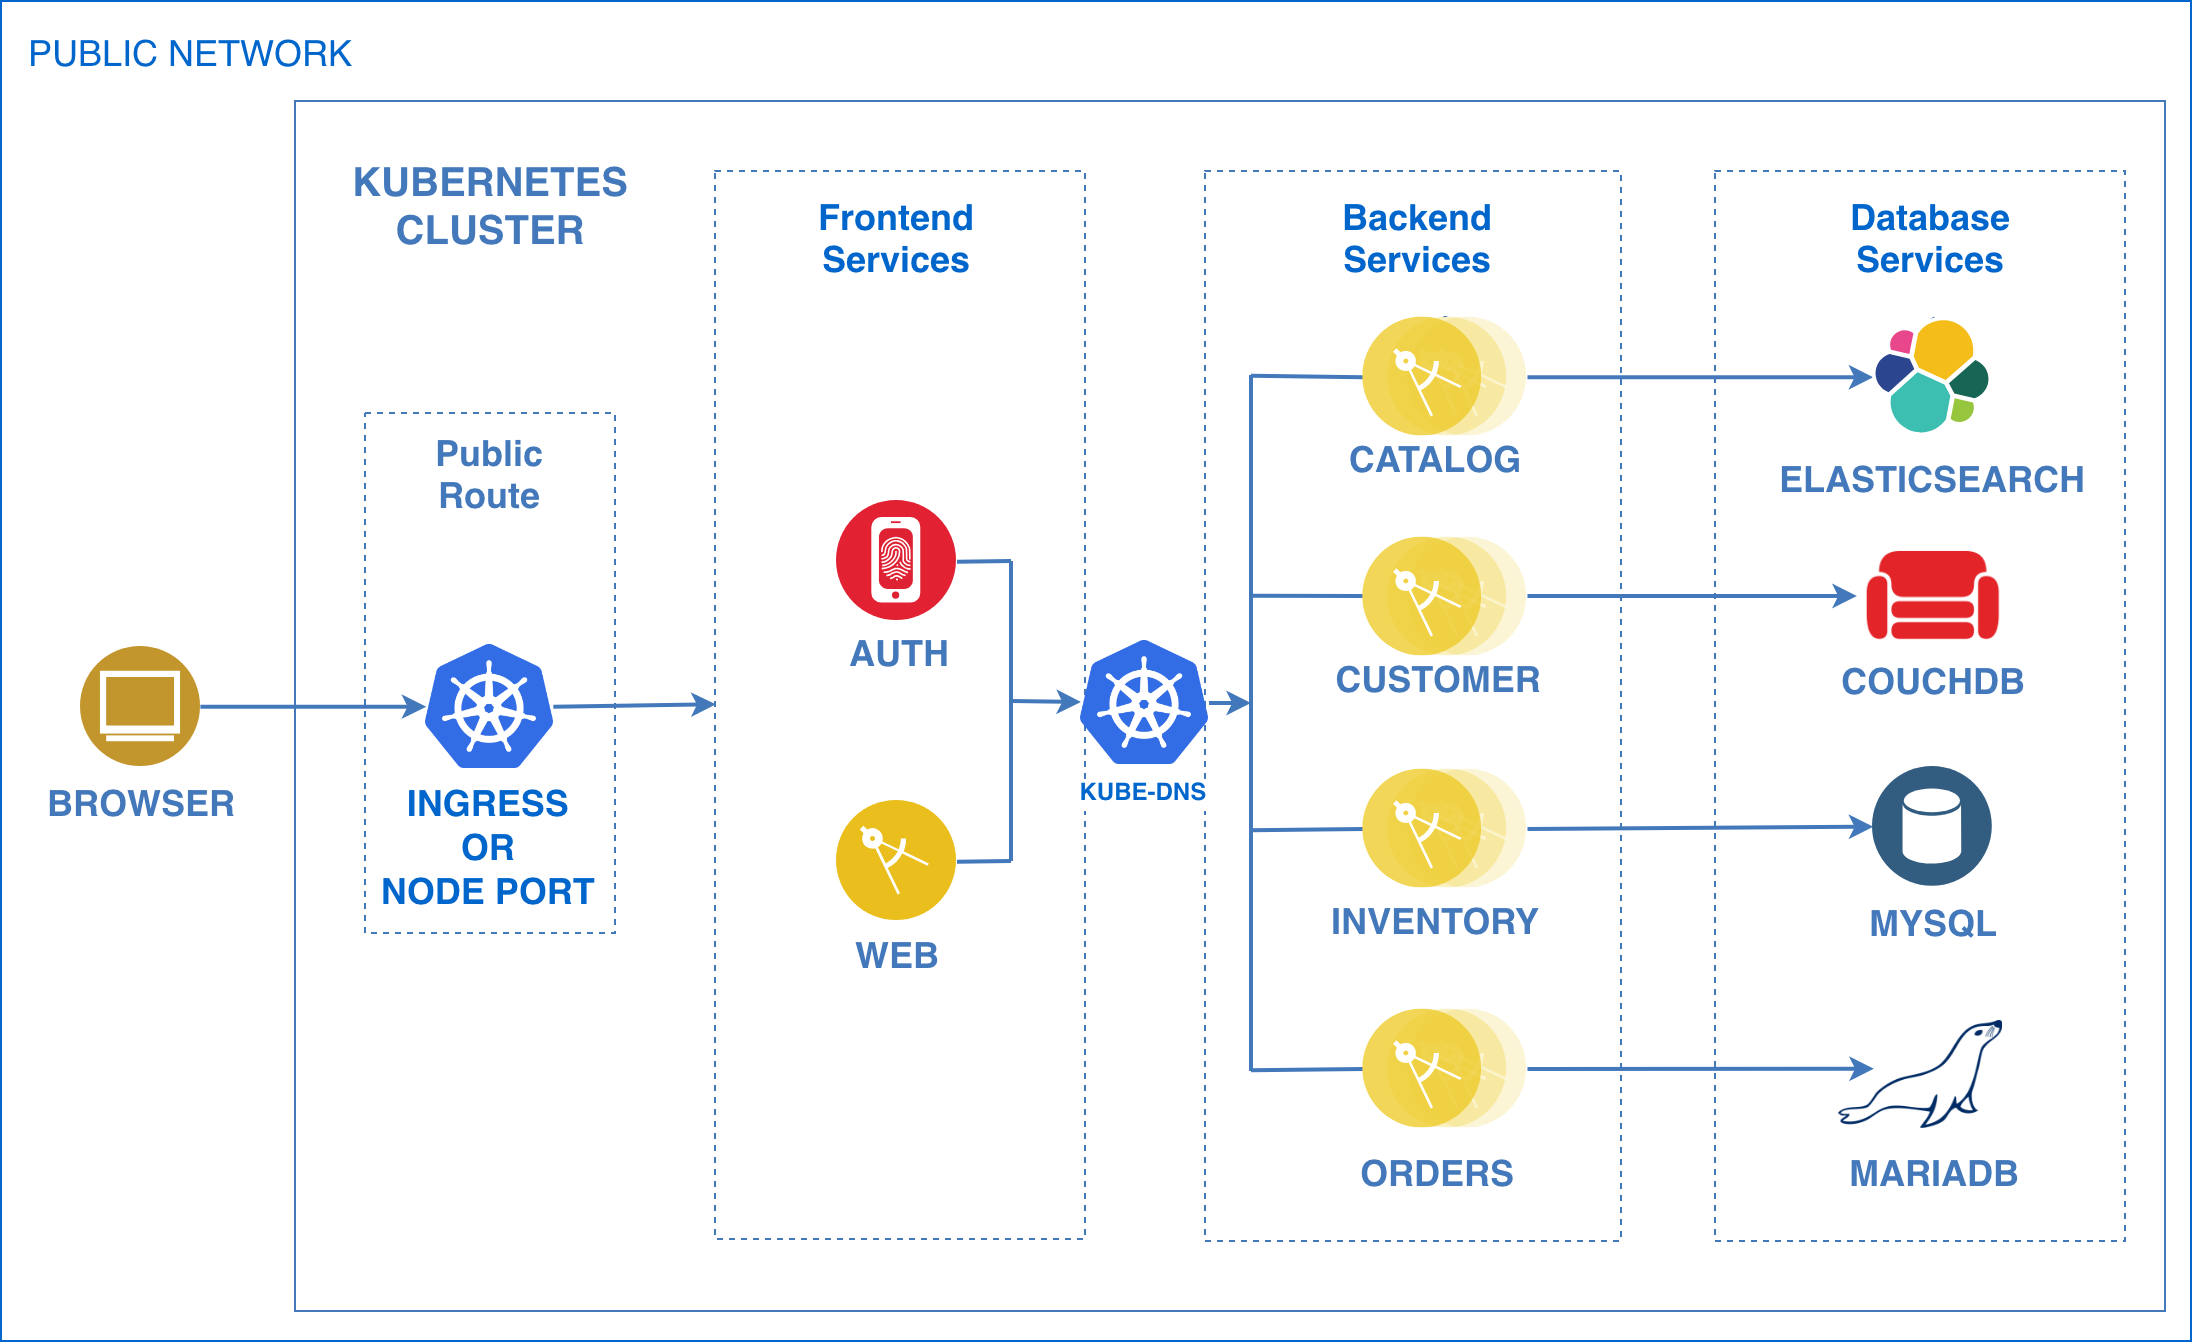 PUBLIC NETWORK
KUBERNETES
CLUSTER
Public
Route
BROWSER
INGRESS
OR
NODE PORT
Frontend
Services
AUTH
WEB
KUBE-DNS
Backend
Services
CATALOG
CUSTOMER
INVENTORY
ORDERS
Database
Services
ELASTICSEARCH
COUCHDB
MYSQL
MARIADB